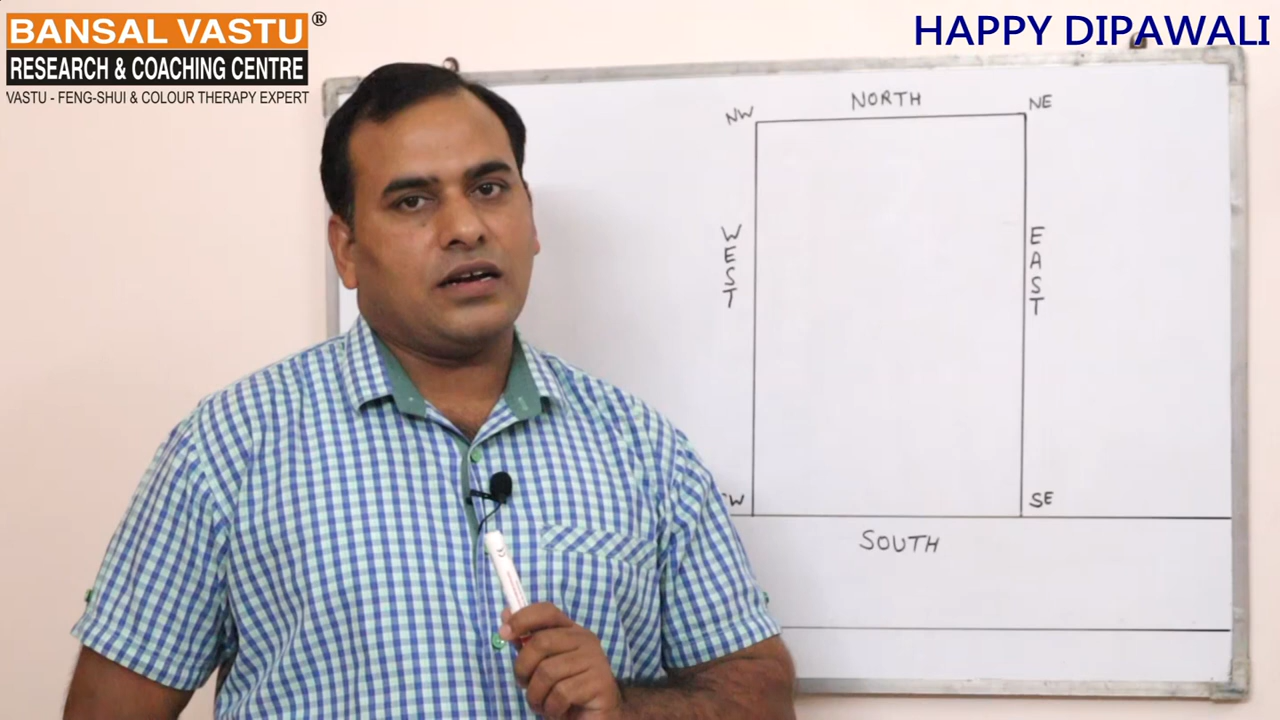 BANSAL VASTU ®
RESEARCH & COACHING CENTRE
VASTU - FENG-SHUI & COLOUR THERAPY EXPERT
HAPPY DIPAWALI
NW NORTH NE
WEST
EAST
SE
SOUTH